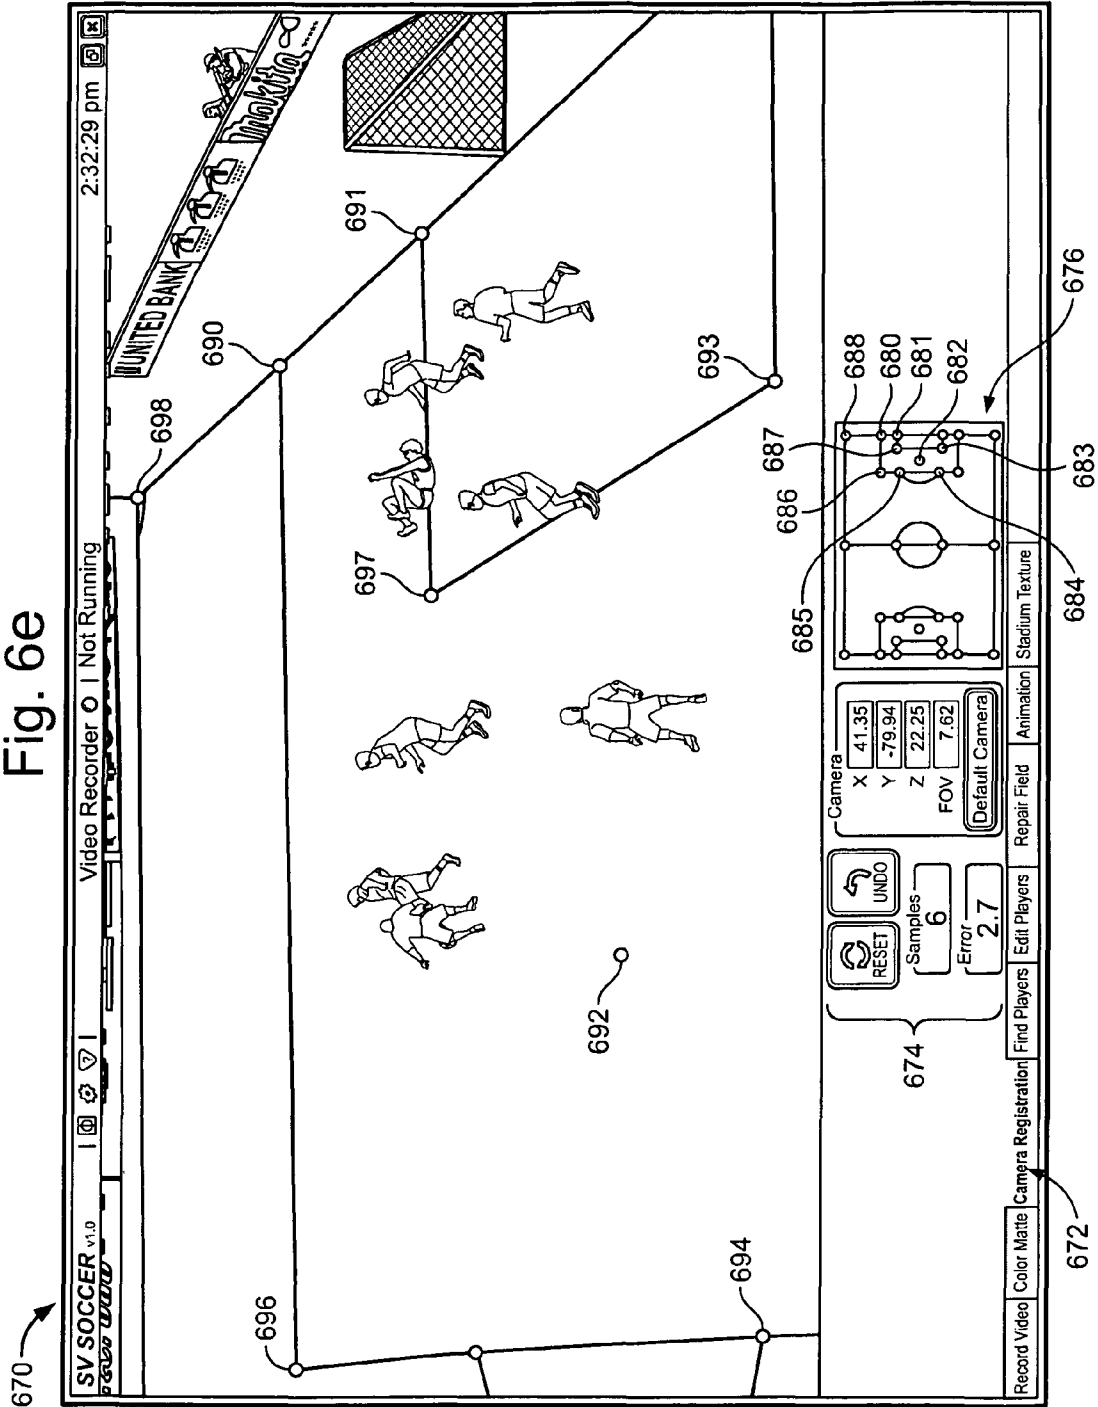 Fig. 6e
670
SV SOCCER v1.0
Video Recorder | Not Running
2:32:29 pm
UNITED BANK
makita
698
690
691
696
697
693
692
694
674
RESET
UNDO
Samples
6
Error
2.7
Camera
X 41.35
Y -79.94
Z 22.25
FOV 7.62
Default Camera
685
686
687
688
680
681
682
683
684
676
Record Video
Color Matte
Camera Registration
Find Players
Edit Players
Repair Field
Animation
Stadium Texture
672